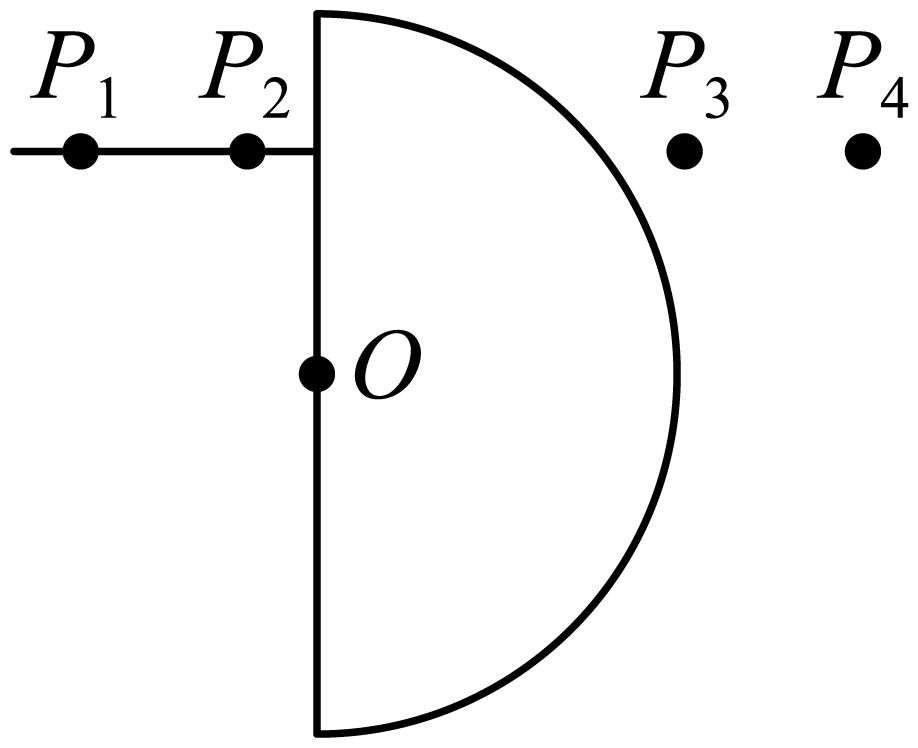 P₁ P₂ P₃ P₄
O